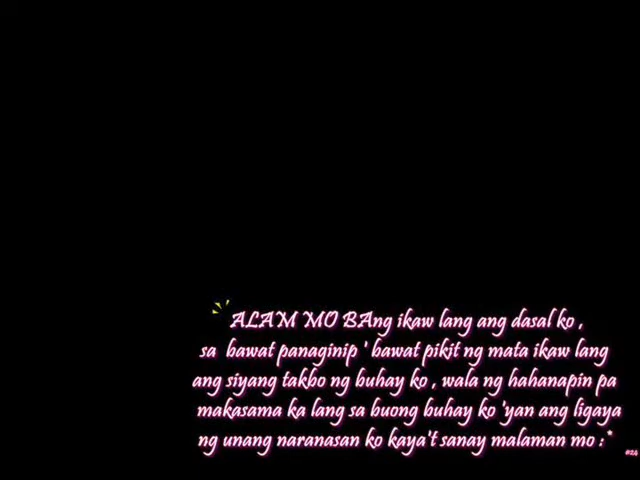 ALAM MO BAng ikaw lang ang dasal ko ,
sa bawat panaginip ' bawat pikit ng mata ikaw lang
ang siyang takbo ng buhay ko , wala ng hahanapin pa
makasama ka lang sa buong buhay ko 'yan ang ligaya
ng unang naranasan ko kaya't sanay malaman mo :*
#24